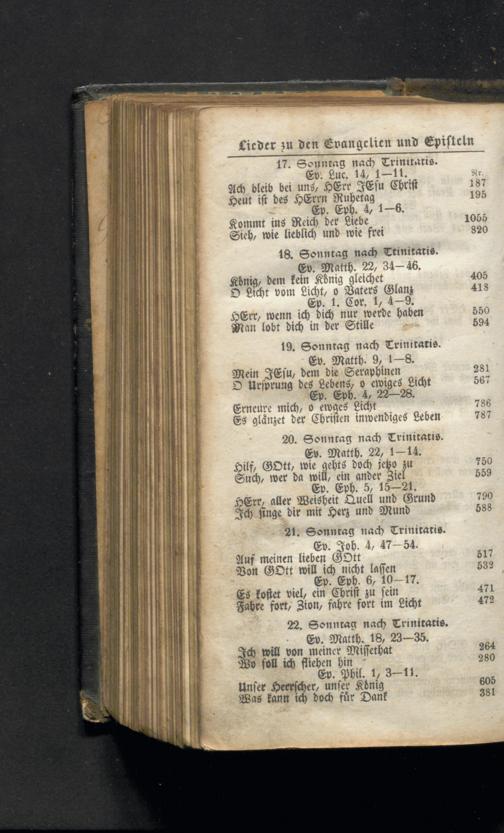 Lieder zu den Evangelien und Episteln
17. Sonntag nach Trinitatis.
Ev. Luc. 14, 1—11.
Nr.
Ach bleib bei uns, HErr JEsu Christ 187
Heut ist des HErrn Ruhetag 195
Ep. Eph. 4, 1—6.
Kommt ins Reich der Liebe 1055
Sieh, wie lieblich und wie frei 820
18. Sonntag nach Trinitatis.
Ev. Matth. 22, 34—46.
König, dem kein König gleichet 405
O Licht vom Licht, o Vaters Glanz 418
Ep. 1. Cor. 1, 4—9.
HErr, wenn ich dich nur werde haben 550
Man lobt dich in der Stille 594
19. Sonntag nach Trinitatis.
Ev. Matth. 9, 1—8.
Mein JEsu, dem die Seraphinen 281
O Ursprung des Lebens, o ewiges Licht 567
Ep. Eph. 4, 22—28.
Erneure mich, o ewges Licht 786
Es glänzet der Christen inwendiges Leben 787
20. Sonntag nach Trinitatis.
Ev. Matth. 22, 1—14.
Hilf, GOtt, wie gehts doch jetzo zu 750
Such, wer da will, ein ander Ziel 559
Ep. Eph. 5, 15—21.
HErr, aller Weisheit Quell und Grund 790
Ich singe dir mit Herz und Mund 588
21. Sonntag nach Trinitatis.
Ev. Joh. 4, 47—54.
Auf meinen lieben GOtt 517
Von GOtt will ich nicht lassen 532
Ep. Eph. 6, 10—17.
Es kostet viel, ein Christ zu sein 471
Fahre fort, Zion, fahre fort im Licht 472
22. Sonntag nach Trinitatis.
Ev. Matth. 18, 23—35.
Ich will von meiner Missethat 264
Wo soll ich fliehen hin 280
Ep. Phil. 1, 3—11.
Unser Herrscher, unser König 605
Was kann ich doch für Dank 381